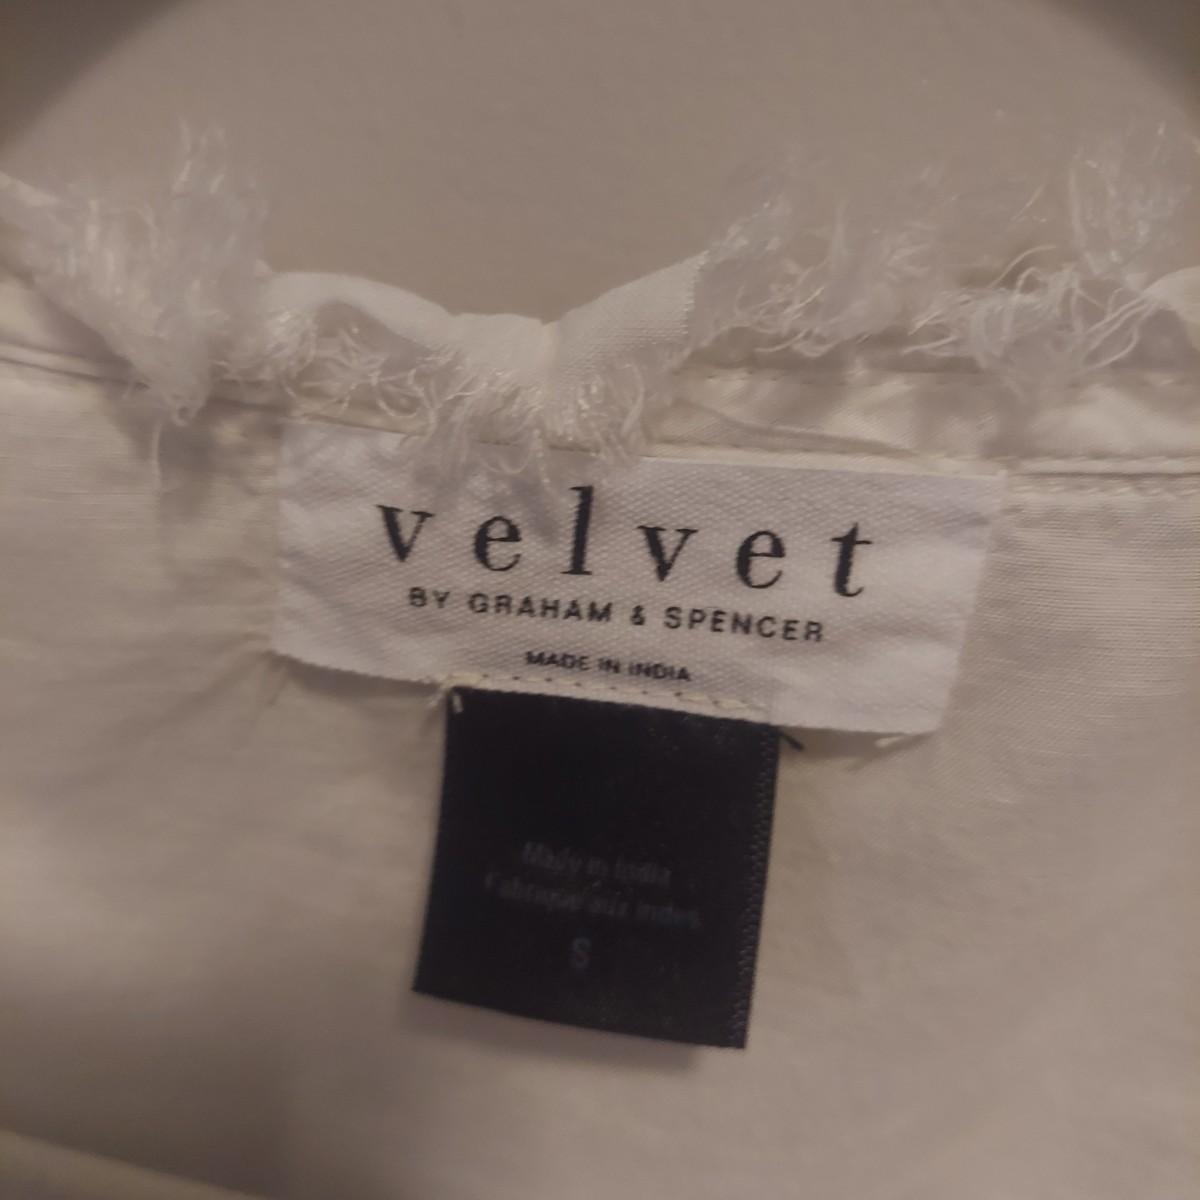 velvet
BY GRAHAM & SPENCER
MADE IN INDIA
Made in India
Fabriqué aux Indes
S